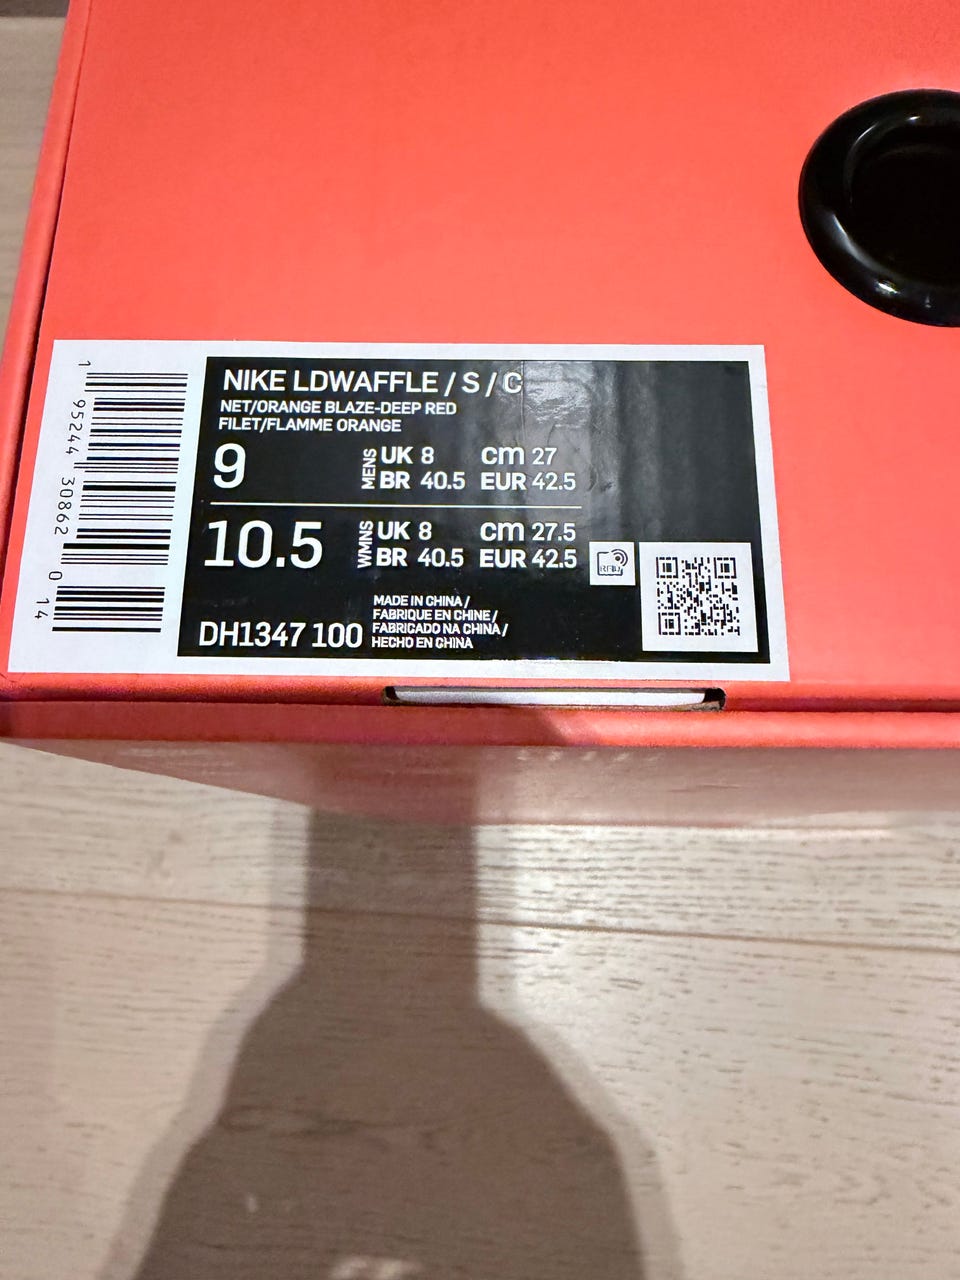 NIKE LDWAFFLE / S / C
NET/ORANGE BLAZE-DEEP RED
FILET/FLAMME ORANGE
9 MENS UK 8 cm 27
BR 40.5 EUR 42.5
10.5 WMNS UK 8 cm 27.5
BR 40.5 EUR 42.5
RFID
DH1347 100
MADE IN CHINA /
FABRIQUE EN CHINE /
FABRICADO NA CHINA /
HECHO EN CHINA
1 95244 30862 0 14